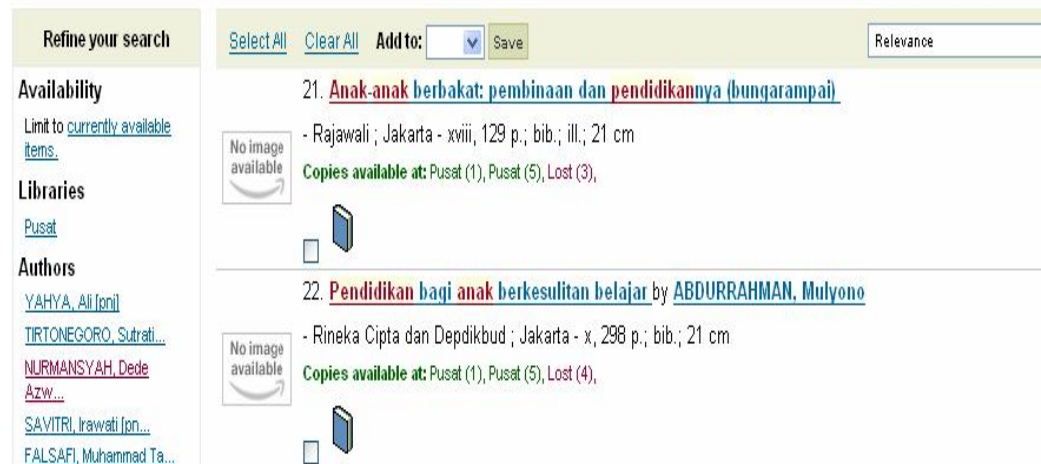 Refine your search
Availability
Limit to currently available
items.
Libraries
Pusat
Authors
YAHYA, Ali [pnj]
TIRTONEGORO, Sutrati...
NURMANSYAH, Dede
Azw...
SAVITRI, Irawati [pn...
FALSAFI, Muhammad Ta...
Select All Clear All Add to: Save
Relevance
21. Anak-anak berbakat: pembinaan dan pendidikannya (bungarampai)
No image
available
- Rajawali ; Jakarta - xviii, 129 p.; bib.; ill.; 21 cm
Copies available at: Pusat (1), Pusat (5), Lost (3),
22. Pendidikan bagi anak berkesulitan belajar by ABDURRAHMAN, Mulyono
No image
available
- Rineka Cipta dan Depdikbud ; Jakarta - x, 298 p.; bib.; 21 cm
Copies available at: Pusat (1), Pusat (5), Lost (4),